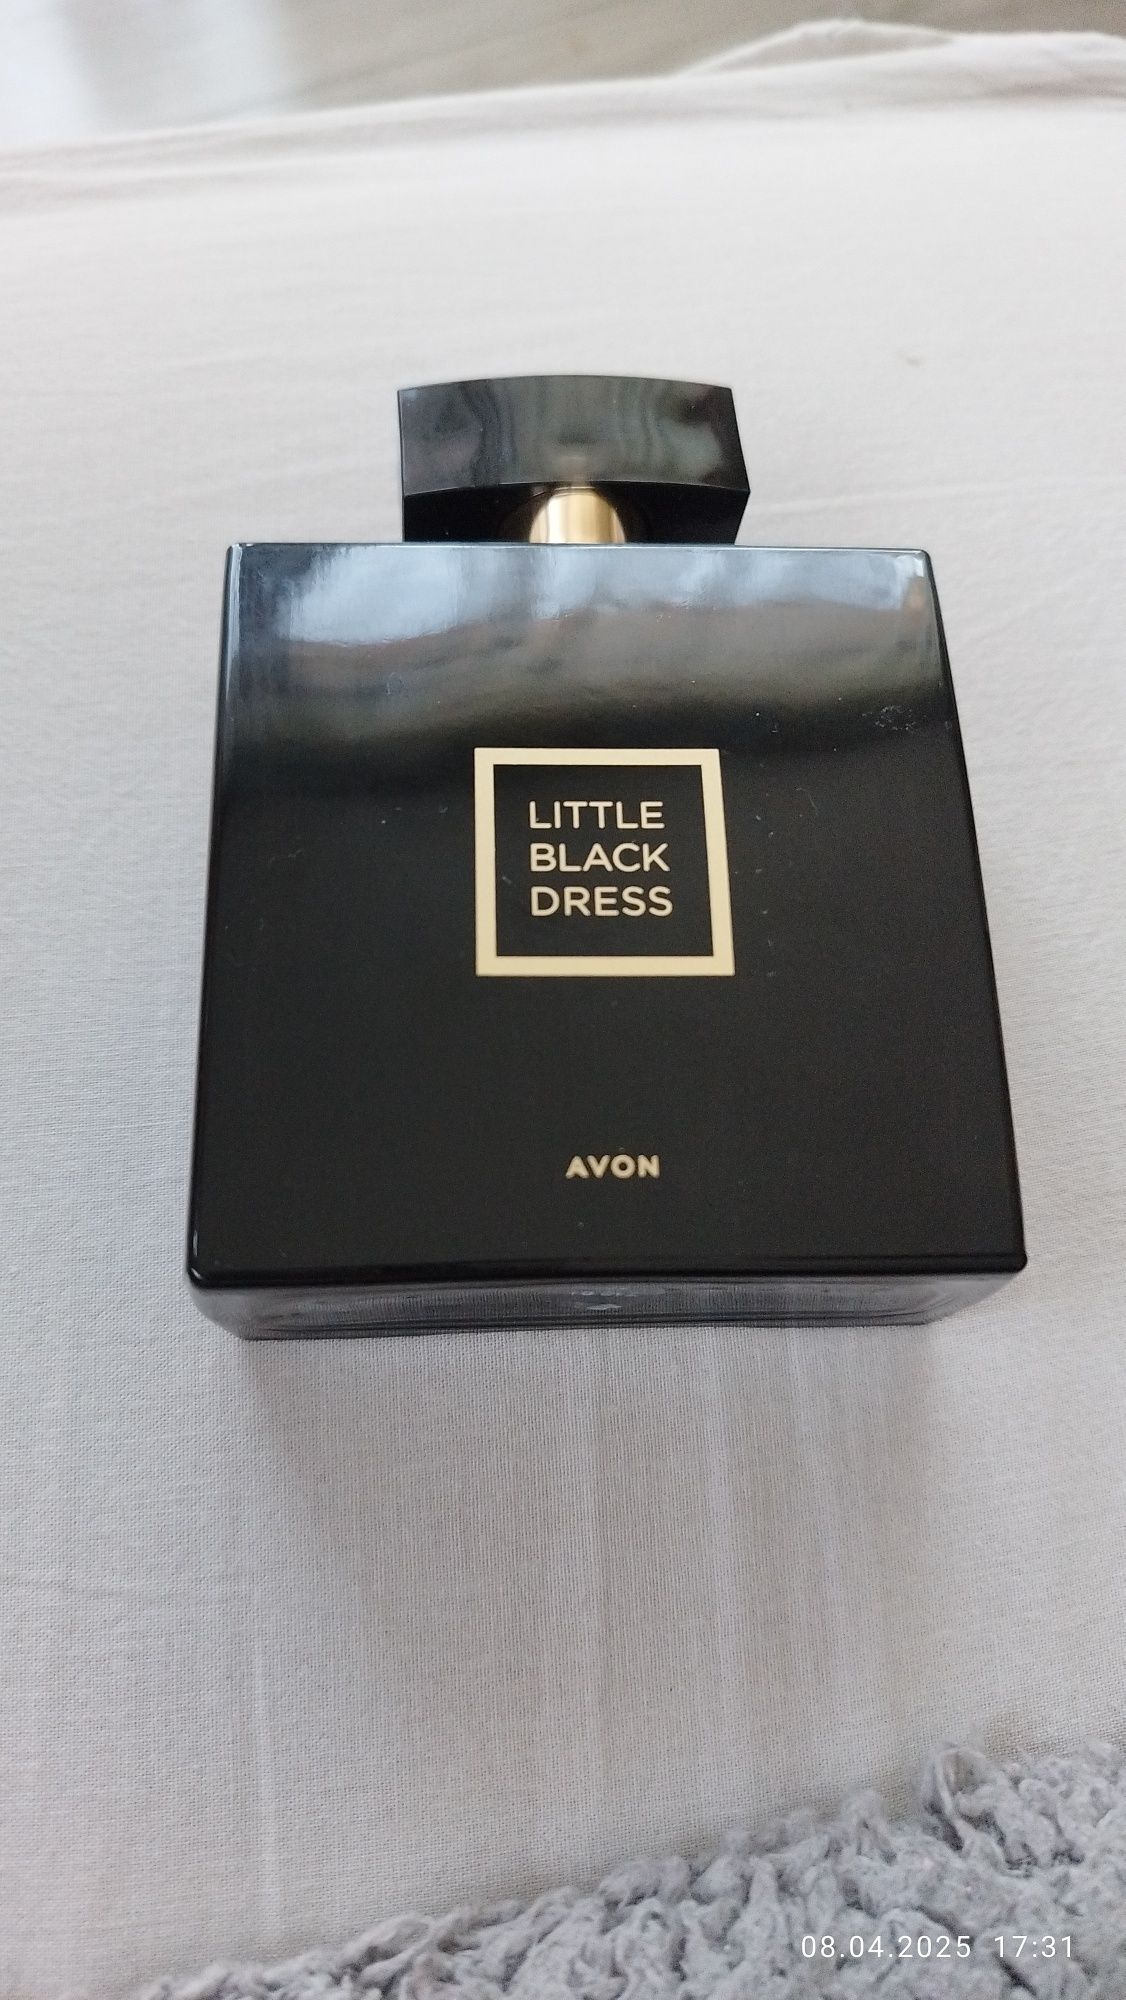 LITTLE
BLACK
DRESS
AVON
08.04.2025 17:31